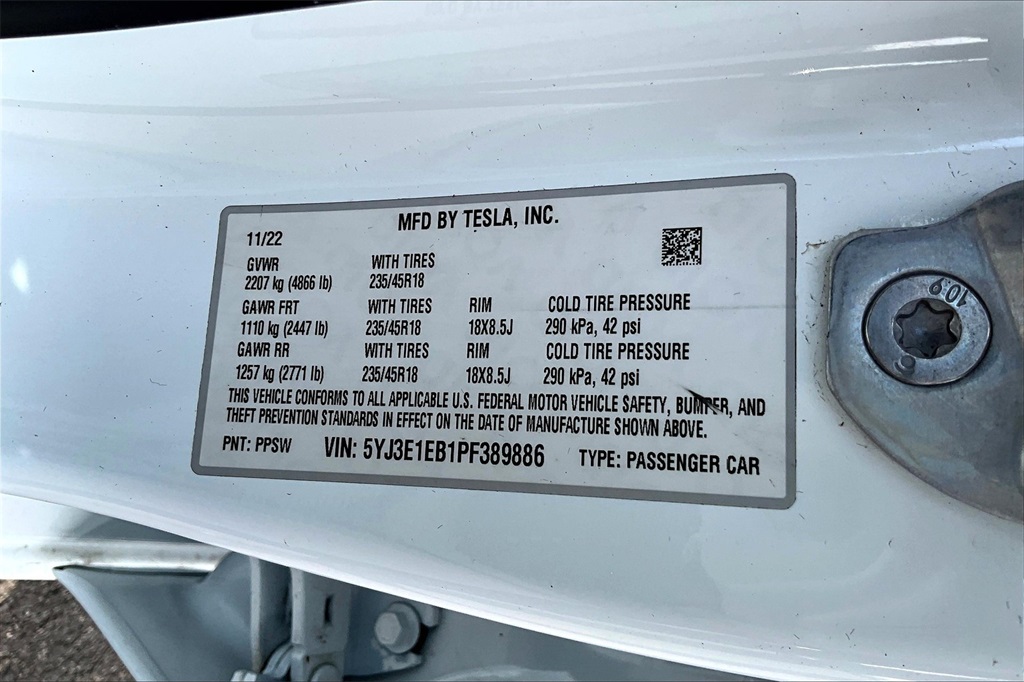 MFD BY TESLA, INC.
11/22
GVWR WITH TIRES
2207 kg (4866 lb) 235/45R18
GAWR FRT WITH TIRES RIM COLD TIRE PRESSURE
1110 kg (2447 lb) 235/45R18 18X8.5J 290 kPa, 42 psi
GAWR RR WITH TIRES RIM COLD TIRE PRESSURE
1257 kg (2771 lb) 235/45R18 18X8.5J 290 kPa, 42 psi
THIS VEHICLE CONFORMS TO ALL APPLICABLE U.S. FEDERAL MOTOR VEHICLE SAFETY, BUMPER, AND
THEFT PREVENTION STANDARDS IN EFFECT ON THE DATE OF MANUFACTURE SHOWN ABOVE.
PNT: PPSW VIN: 5YJ3E1EB1PF389886 TYPE: PASSENGER CAR
10.9